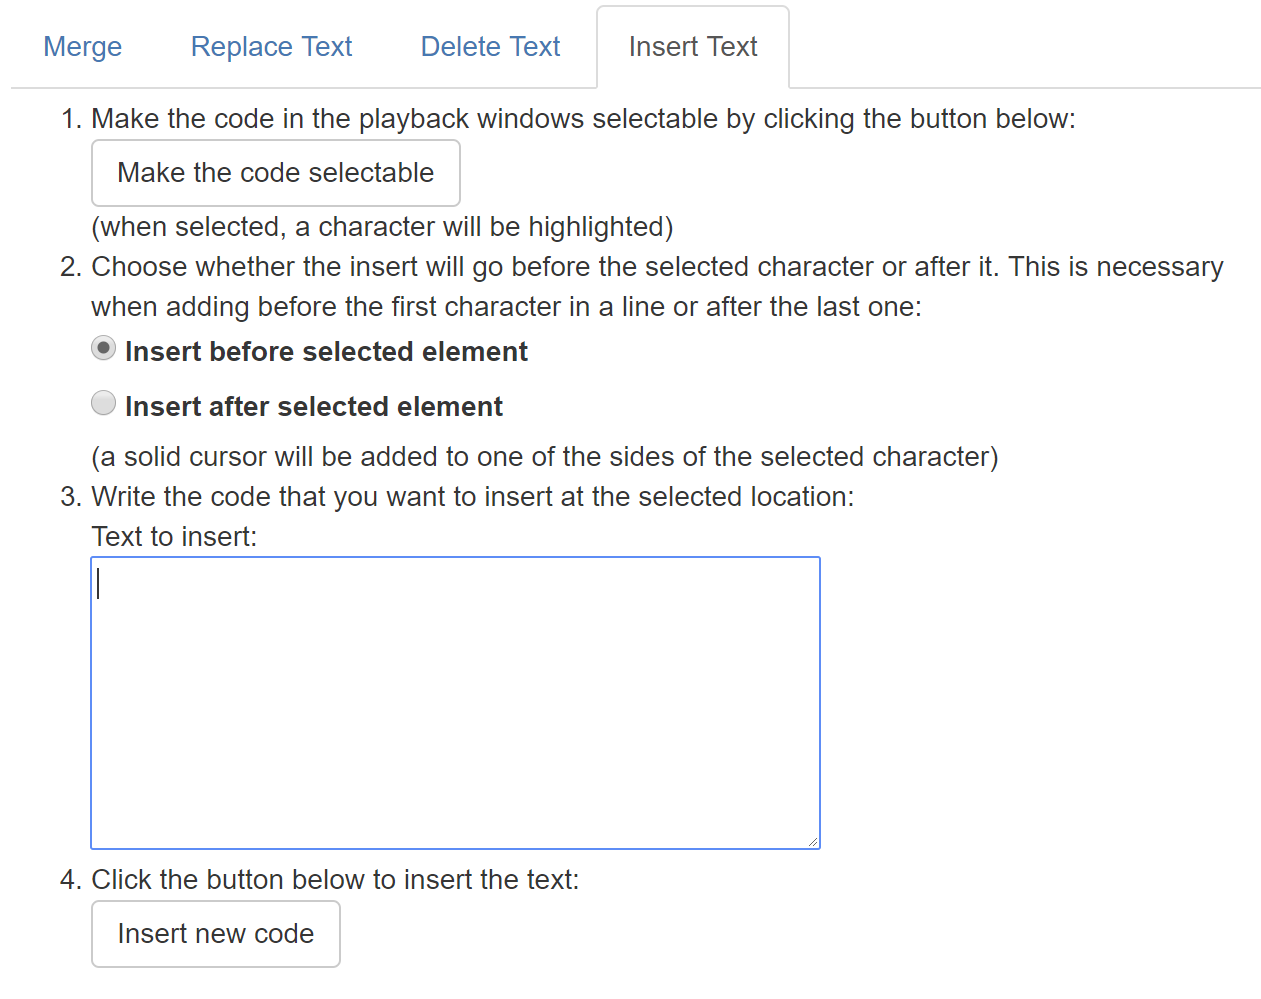 Merge Replace Text Delete Text Insert Text
1. Make the code in the playback windows selectable by clicking the button below:
Make the code selectable
(when selected, a character will be highlighted)
2. Choose whether the insert will go before the selected character or after it. This is necessary
when adding before the first character in a line or after the last one:
Insert before selected element
Insert after selected element
(a solid cursor will be added to one of the sides of the selected character)
3. Write the code that you want to insert at the selected location:
Text to insert:
4. Click the button below to insert the text:
Insert new code